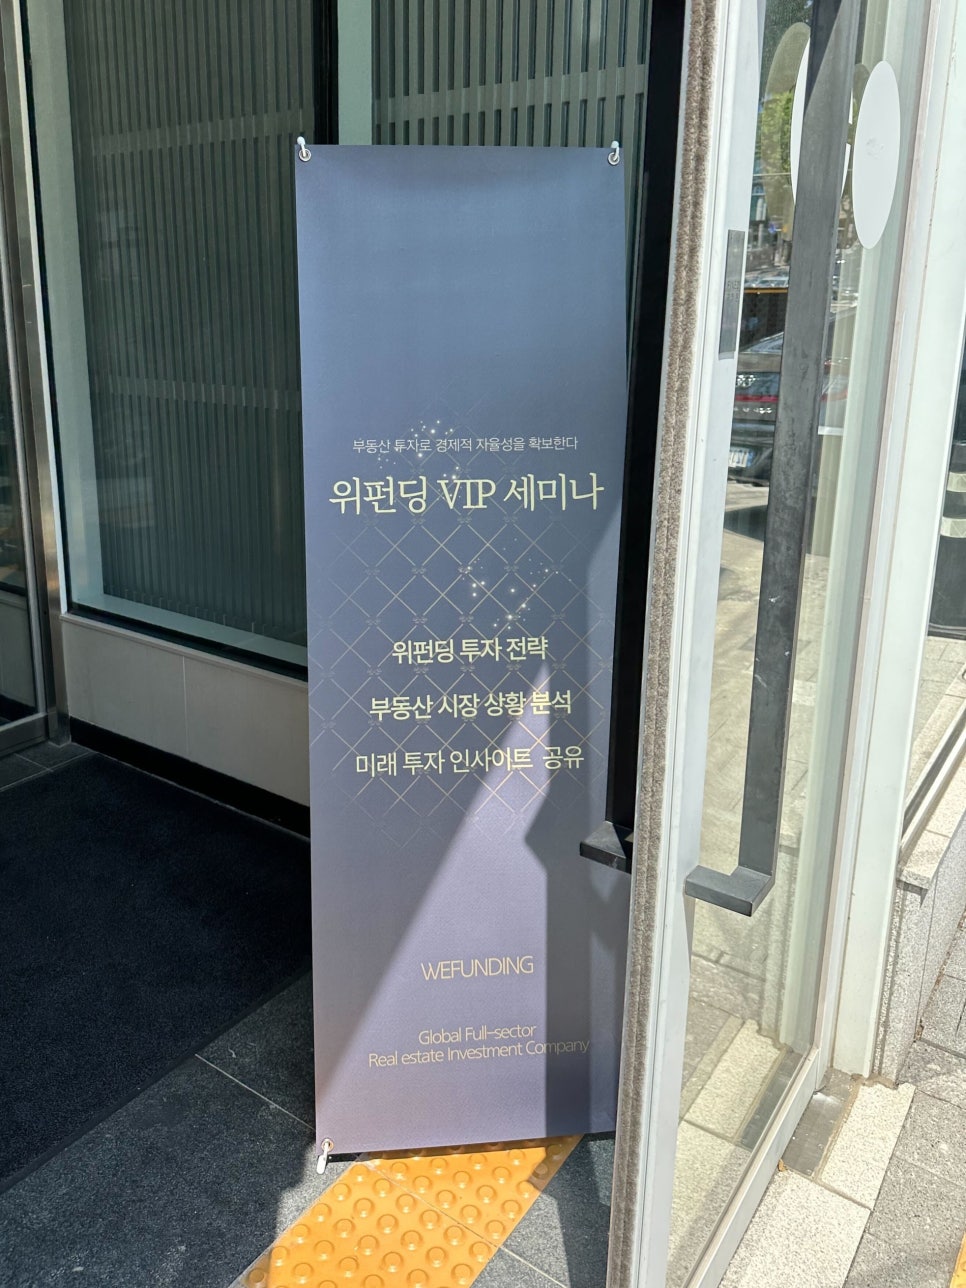 부동산 투자로 경제적 자율성을 확보한다
위펀딩 VIP 세미나
위펀딩 투자 전략
부동산 시장 상황 분석
미래 투자 인사이트 공유
WEFUNDING
Global Full-sector
Real estate Investment Company